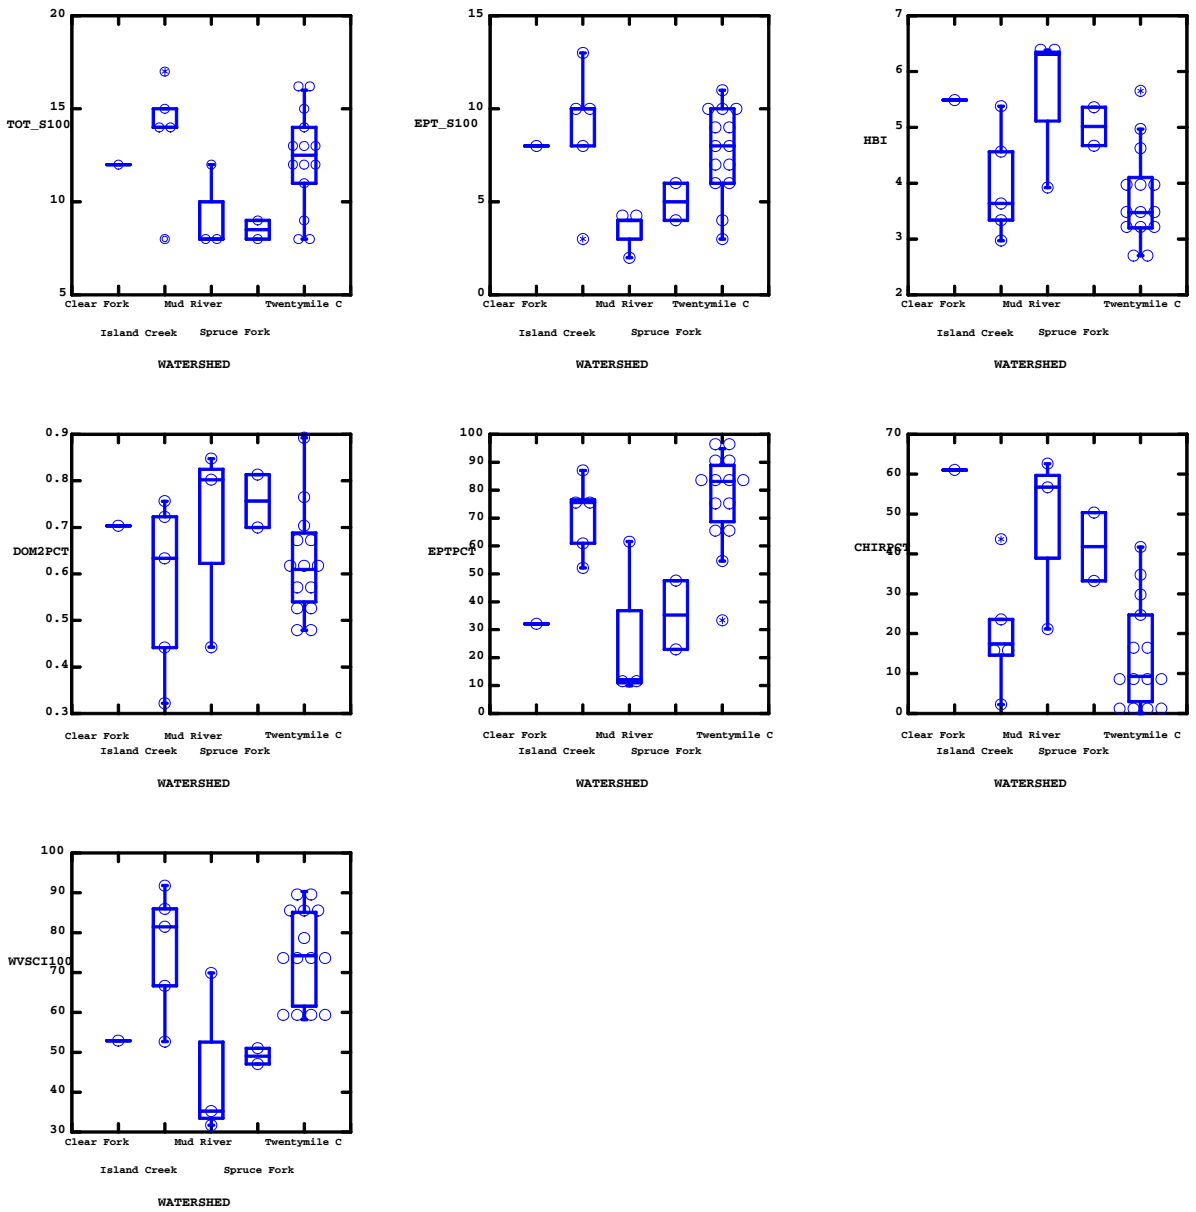 20
15
TOT_S100
10
5
Clear Fork Mud River Twentymile C
Island Creek Spruce Fork
WATERSHED
15
10
EPT_S100
5
0
Clear Fork Mud River Twentymile C
Island Creek Spruce Fork
WATERSHED
7
6
5
HBI
4
3
2
Clear Fork Mud River Twentymile C
Island Creek Spruce Fork
WATERSHED
0.9
0.8
0.7
DOM2PCT
0.6
0.5
0.4
0.3
Clear Fork Mud River Twentymile C
Island Creek Spruce Fork
WATERSHED
100
90
80
70
60
EPTPCT
50
40
30
20
10
0
Clear Fork Mud River Twentymile C
Island Creek Spruce Fork
WATERSHED
70
60
50
CHIRPCT
40
30
20
10
0
Clear Fork Mud River Twentymile C
Island Creek Spruce Fork
WATERSHED
100
90
80
WVSCI100
70
60
50
40
30
Clear Fork Mud River Twentymile C
Island Creek Spruce Fork
WATERSHED